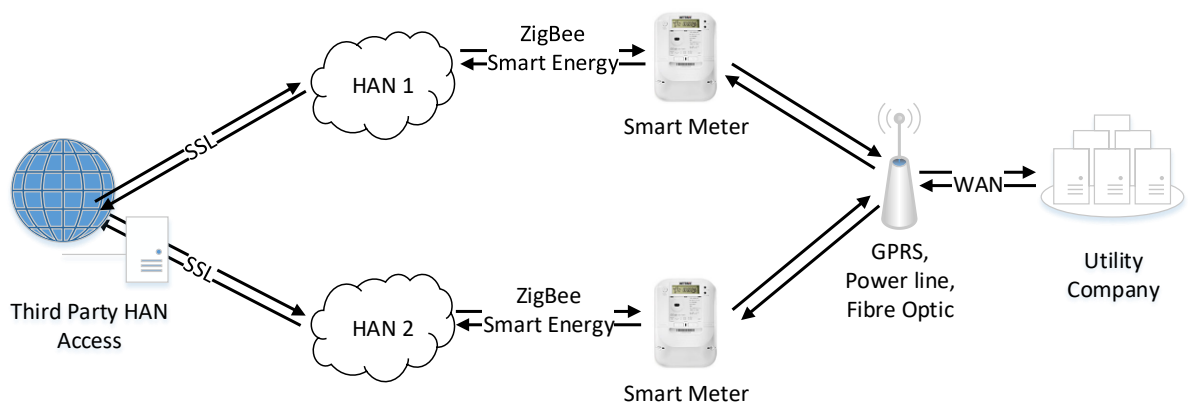 ZigBee
Smart Energy
HAN 1
SSL
Smart Meter
WAN
SSL
GPRS,
Power line,
Fibre Optic
Utility
Company
Third Party HAN
Access
ZigBee
Smart Energy
HAN 2
Smart Meter